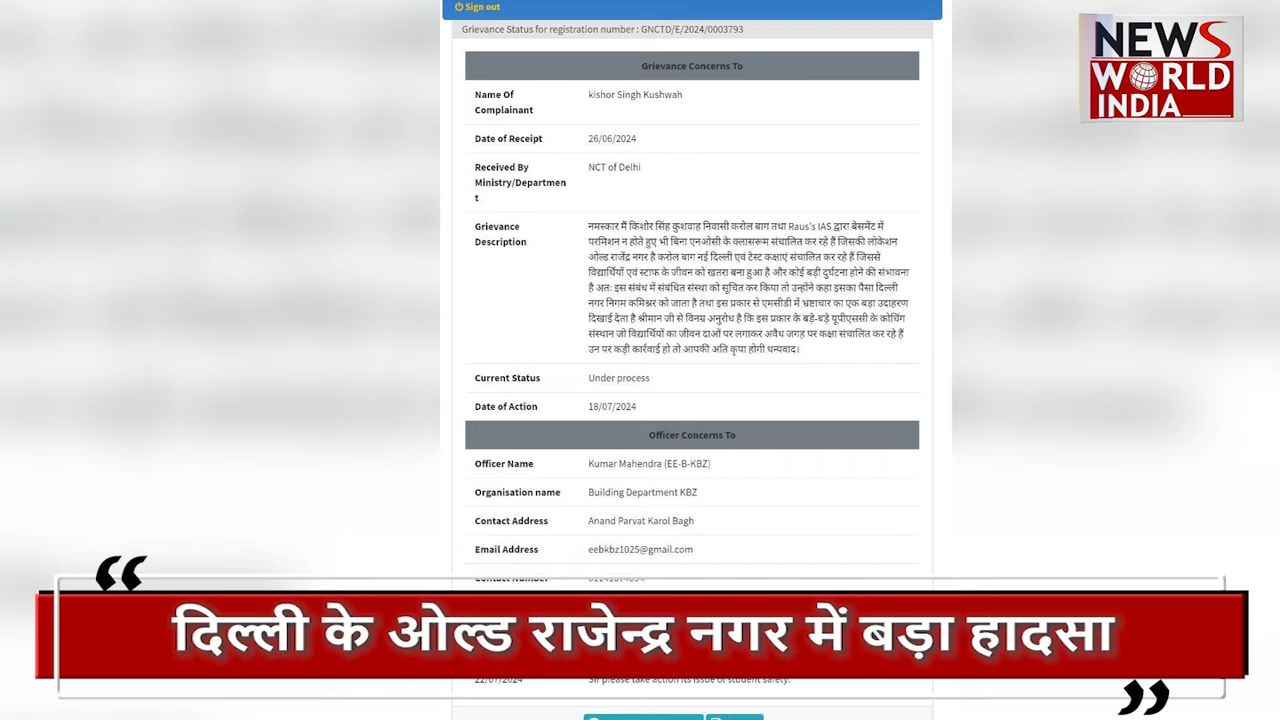 Sign out
Grievance Status for registration number : GNCTD/E/2024/0003793
NEWS
WORLD
INDIA
Grievance Concerns To
Name Of
Complainant
kishor Singh Kushwah
Date of Receipt
26/06/2024
Received By
Ministry/Departmen
t
NCT of Delhi
Grievance
Description
नमस्कार मैं किशोर सिंह कुशवाह निवासी करोल बाग तथा Raus's IAS द्वारा बेसमेंट में
परमिशन न होते हुए भी बिना एनओसी के क्लासरूम संचालित कर रहे हैं जिसकी लोकेशन
ओल्ड राजेंद्र नगर है करोल बाग नई दिल्ली एवं टेस्ट कक्षाएं संचालित कर रहे हैं जिससे
विद्यार्थियों एवं स्टाफ के जीवन को खतरा बना हुआ है और कोई बड़ी दुर्घटना होने की संभावना
है अतः इस संबंध में संबंधित संस्था को सूचित कर किया तो उन्होंने कहा इसका पैसा दिल्ली
नगर निगम कमिश्नर को जाता है तथा इस प्रकार से एमसीडी में भ्रष्टाचार का एक बड़ा उदाहरण
दिखाई देता है श्रीमान जी से विनम्र अनुरोध है कि इस प्रकार के बड़े-बड़े यूपीएससी के कोचिंग
संस्थान जो विद्यार्थियों का जीवन दाओं पर लगाकर अवैध जगह पर कक्षा संचालित कर रहे हैं
उन पर कड़ी कार्रवाई हो तो आपकी अति कृपा होगी धन्यवाद।
Current Status
Under process
Date of Action
18/07/2024
Officer Concerns To
Officer Name
Kumar Mahendra (EE-B-KBZ)
Organisation name
Building Department KBZ
Contact Address
Anand Parvat Karol Bagh
Email Address
eebkbz1025@gmail.com
Contact Number
दिल्ली के ओल्ड राजेन्द्र नगर में बड़ा हादसा
22/07/2024
Sir please take action its issue of student safety.